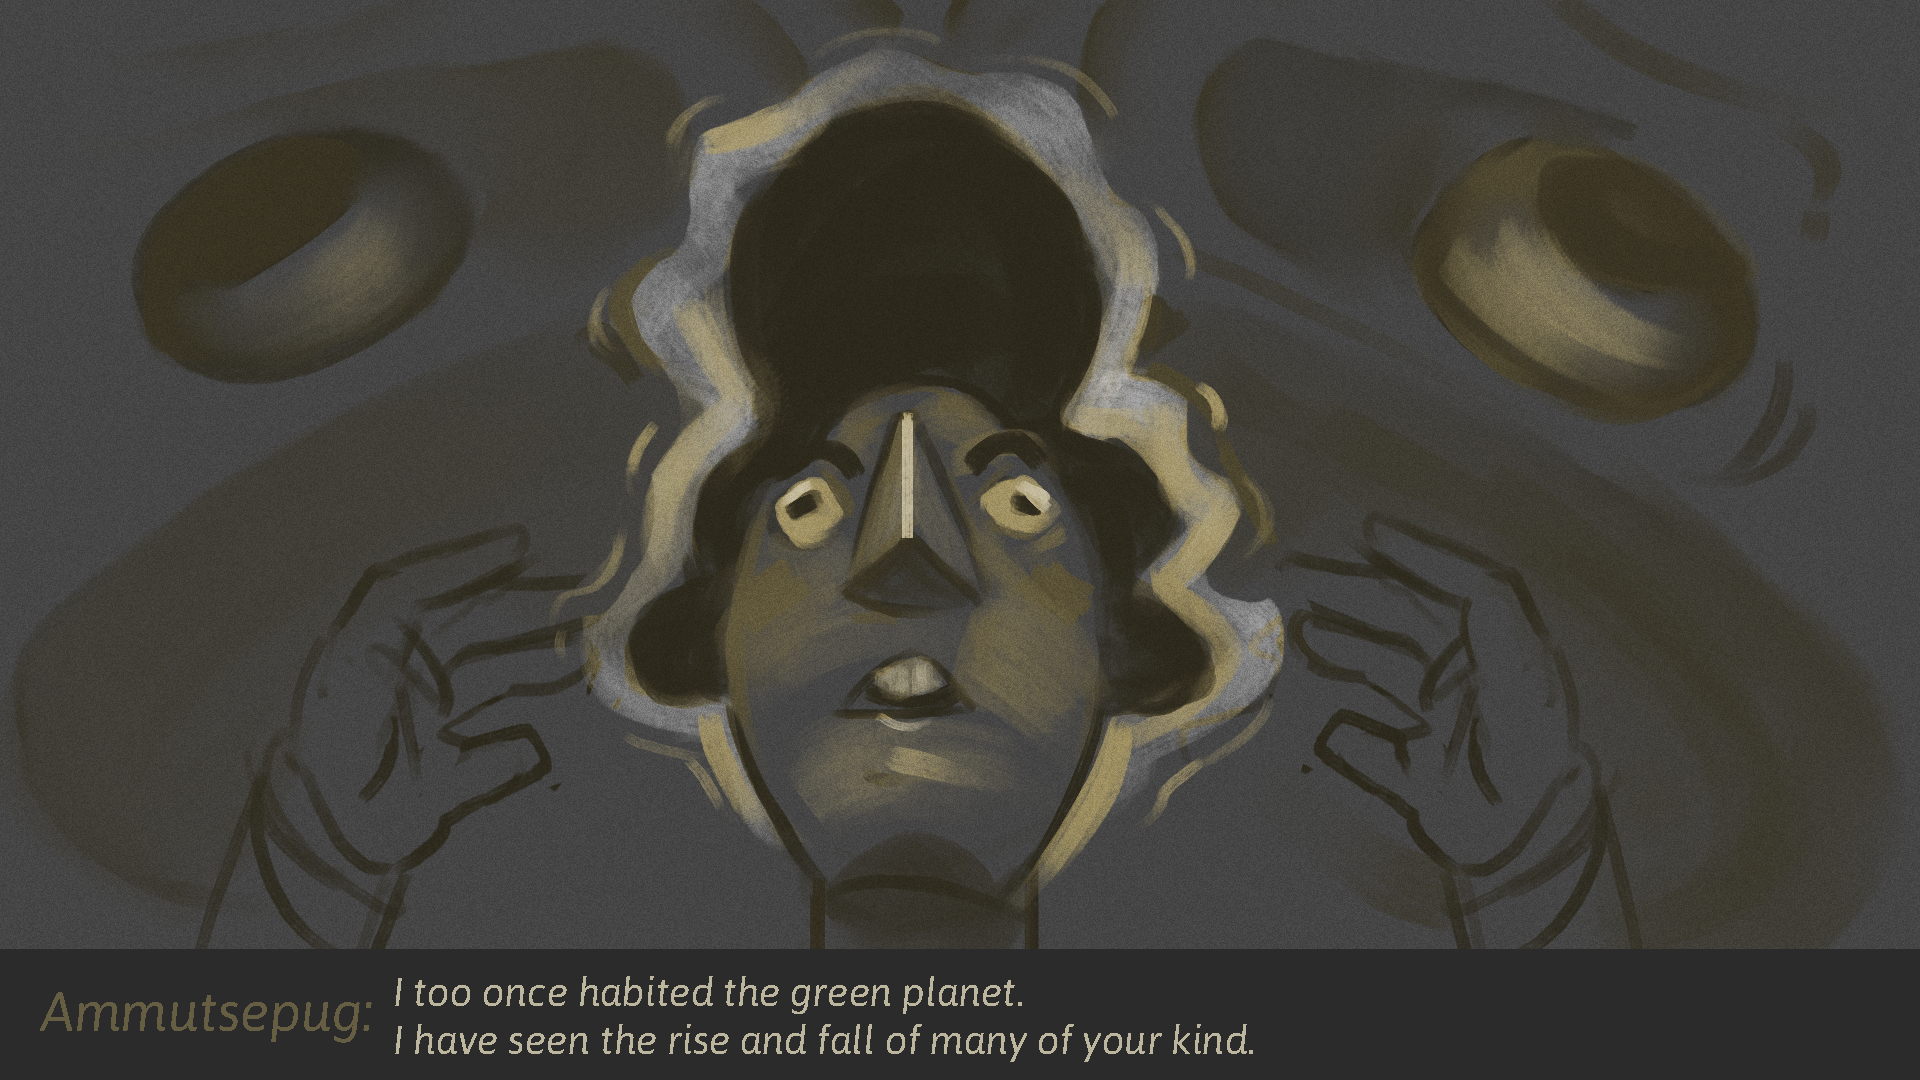 Ammutsepug:
I too once habited the green planet.
I have seen the rise and fall of many of your kind.